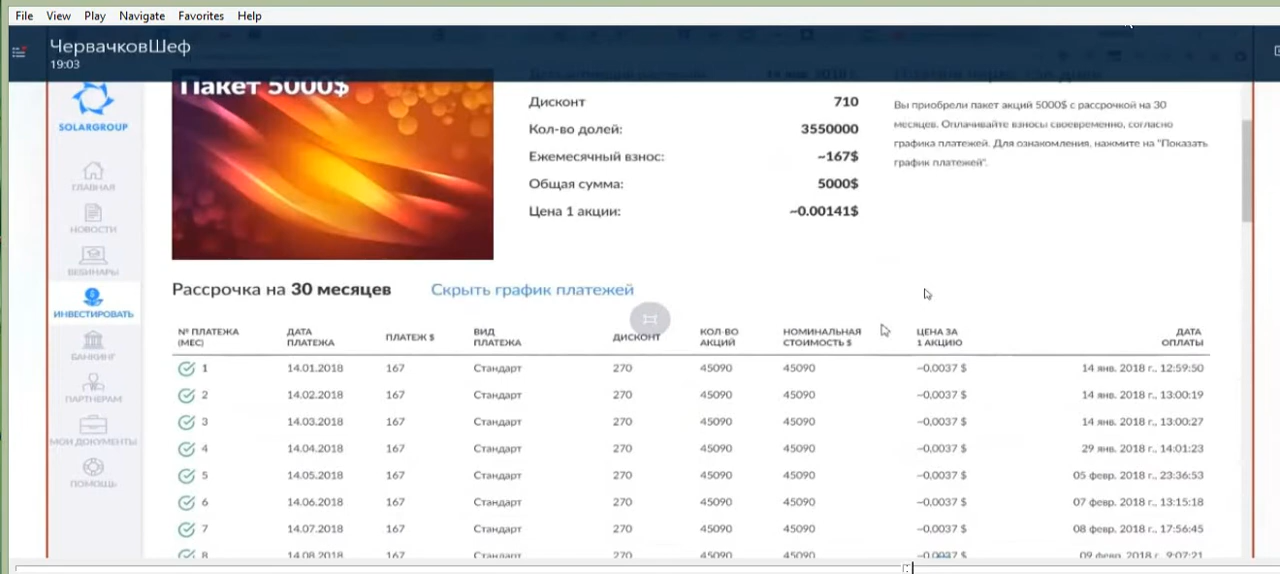 File View Play Navigate Favorites Help
ЧервачковШеф
19:03
SOLARGROUP
ГЛАВНАЯ
НОВОСТИ
ВЕБИНАРЫ
ИНВЕСТИРОВАТЬ
БАНКИНГ
ПАРТНЕРАМ
МОИ ДОКУМЕНТЫ
ПОМОЩЬ
Пакет 5000$
Дисконт 710
Кол-во долей: 3550000
Ежемесячный взнос: ~167$
Общая сумма: 5000$
Цена 1 акции: ~0.00141$
Вы приобрели пакет акций 5000$ с рассрочкой на 30
месяцев. Оплачивайте взносы своевременно, согласно
графика платежей. Для ознакомления, нажмите на "Показать
график платежей".
Рассрочка на 30 месяцев Скрыть график платежей
№ ПЛАТЕЖА ДАТА ПЛАТЕЖ $ ВИД ДИСКОНТ КОЛ-ВО НОМИНАЛЬНАЯ ЦЕНА ЗА ДАТА
(МЕС) ПЛАТЕЖА ПЛАТЕЖА АКЦИЙ СТОИМОСТЬ $ 1 АКЦИЮ ОПЛАТЫ
1 14.01.2018 167 Стандарт 270 45090 45090 ~0,0037 $ 14 янв. 2018 г., 12:59:50
2 14.02.2018 167 Стандарт 270 45090 45090 ~0,0037 $ 14 янв. 2018 г., 13:00:19
3 14.03.2018 167 Стандарт 270 45090 45090 ~0,0037 $ 14 янв. 2018 г., 13:00:27
4 14.04.2018 167 Стандарт 270 45090 45090 ~0,0037 $ 29 янв. 2018 г., 14:01:23
5 14.05.2018 167 Стандарт 270 45090 45090 ~0,0037 $ 05 февр. 2018 г., 23:36:53
6 14.06.2018 167 Стандарт 270 45090 45090 ~0,0037 $ 07 февр. 2018 г., 13:15:18
7 14.07.2018 167 Стандарт 270 45090 45090 ~0,0037 $ 08 февр. 2018 г., 17:56:45
8 14.08.2018 167 Стандарт 270 45090 45090 ~0,0037 $ 09 февр. 2018 г., 9:07:21